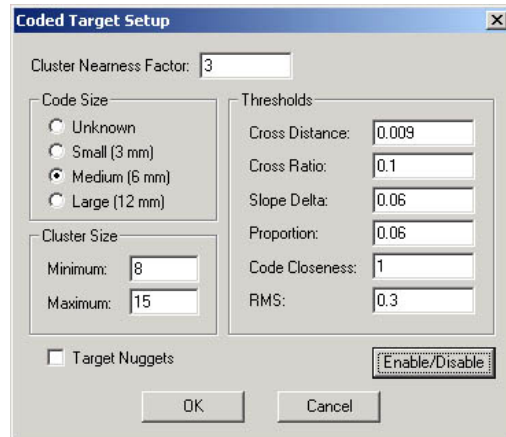 Coded Target Setup
Cluster Nearness Factor: 3
Code Size
Unknown
Small (3 mm)
Medium (6 mm)
Large (12 mm)
Cluster Size
Minimum: 8
Maximum: 15
Thresholds
Cross Distance: 0.009
Cross Ratio: 0.1
Slope Delta: 0.06
Proportion: 0.06
Code Closeness: 1
RMS: 0.3
Target Nuggets
Enable/Disable
OK
Cancel